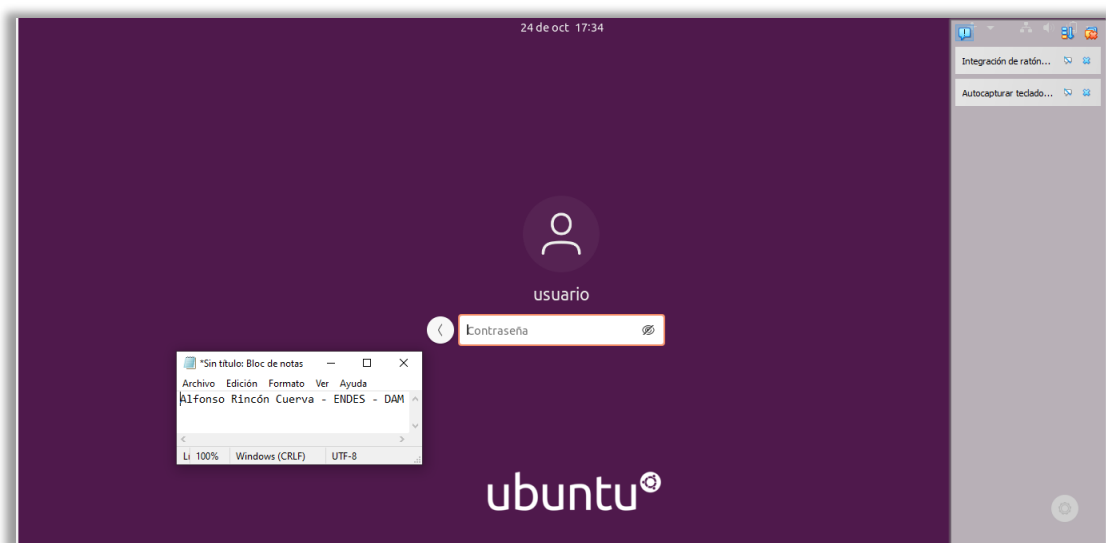 24 de oct 17:34
Integración de ratón...
Autocapturar teclado...
usuario
Contraseña
*Sin título: Bloc de notas
Archivo Edición Formato Ver Ayuda
Alfonso Rincón Cuerva - ENDES - DAM
Li 100% Windows (CRLF) UTF-8
ubuntu